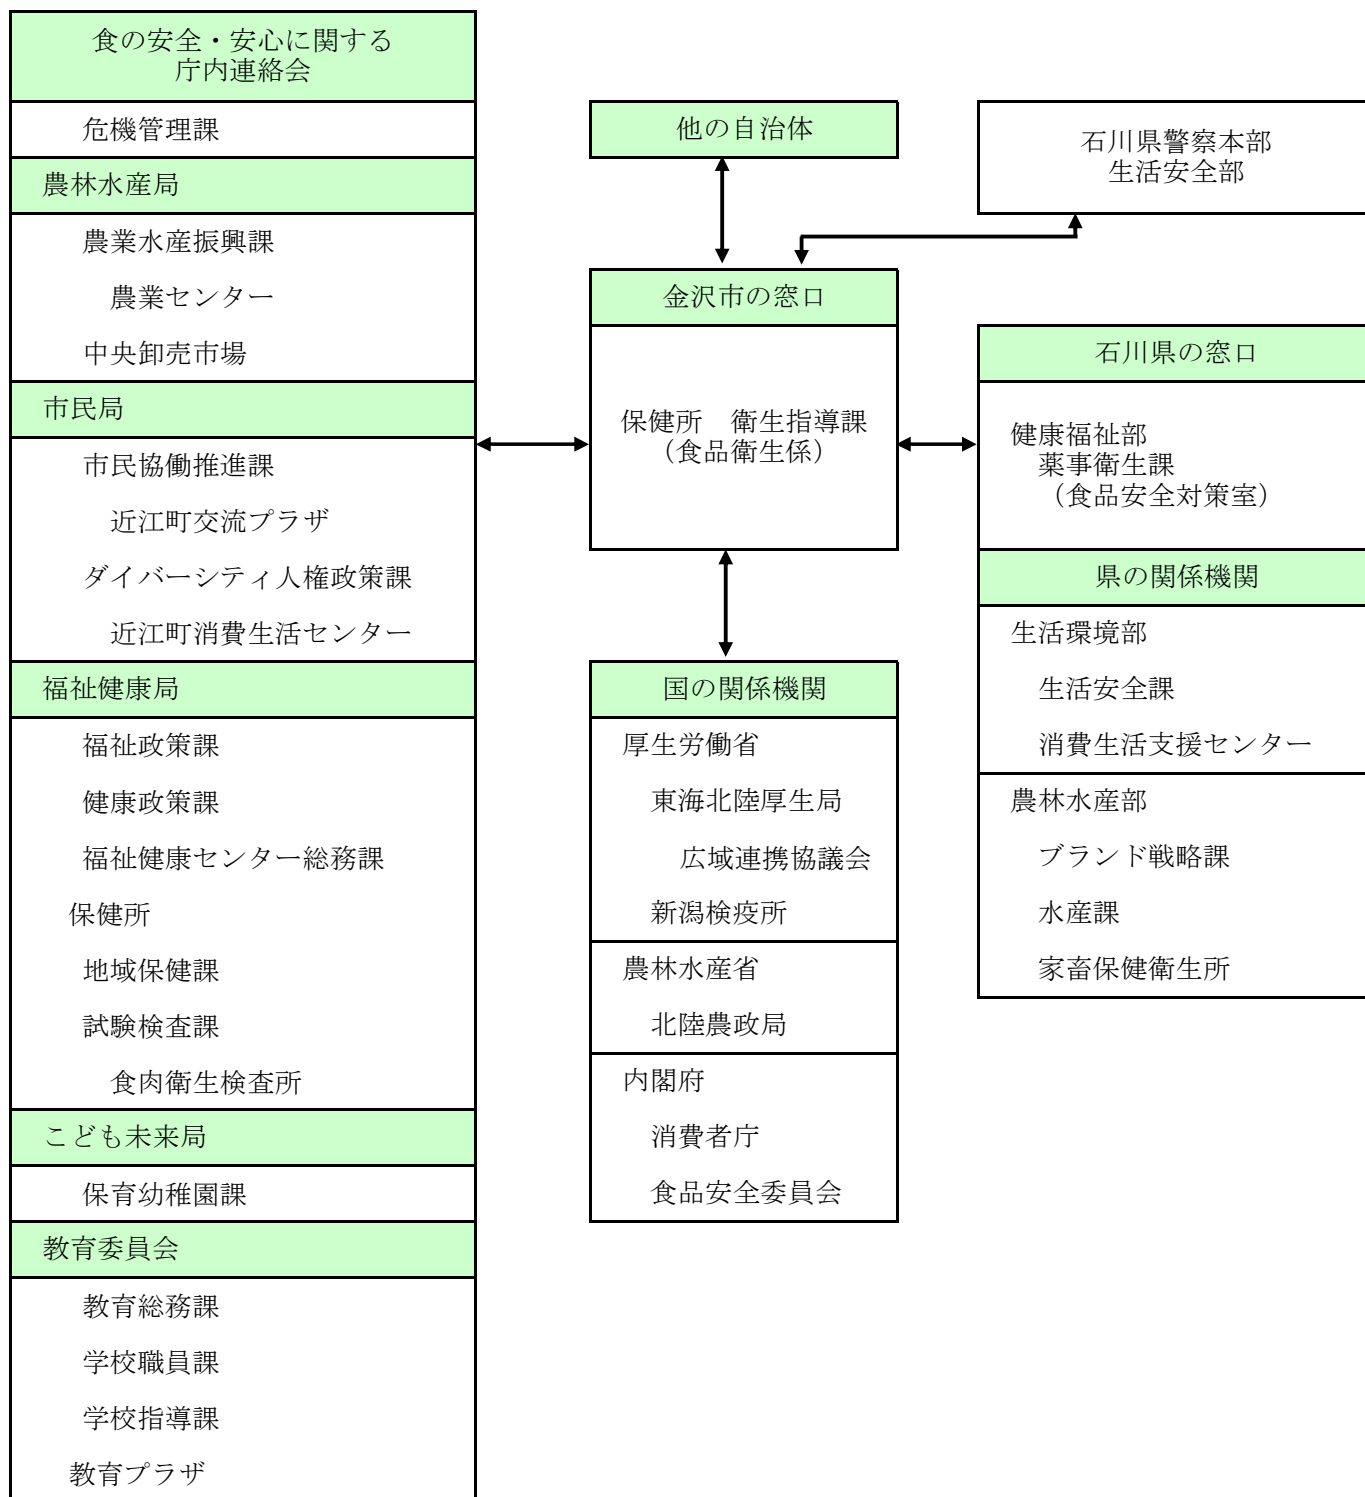 食の安全・安心に関する
庁内連絡会
危機管理課
農林水産局
農業水産振興課
農業センター
中央卸売市場
市民局
市民協働推進課
近江町交流プラザ
ダイバーシティ人権政策課
近江町消費生活センター
福祉健康局
福祉政策課
健康政策課
福祉健康センター総務課
保健所
地域保健課
試験検査課
食肉衛生検査所
こども未来局
保育幼稚園課
教育委員会
教育総務課
学校職員課
学校指導課
教育プラザ
他の自治体
金沢市の窓口
保健所　衛生指導課
（食品衛生係）
国の関係機関
厚生労働省
東海北陸厚生局
広域連携協議会
新潟検疫所
農林水産省
北陸農政局
内閣府
消費者庁
食品安全委員会
石川県警察本部
生活安全部
石川県の窓口
健康福祉部
薬事衛生課
（食品安全対策室）
県の関係機関
生活環境部
生活安全課
消費生活支援センター
農林水産部
ブランド戦略課
水産課
家畜保健衛生所